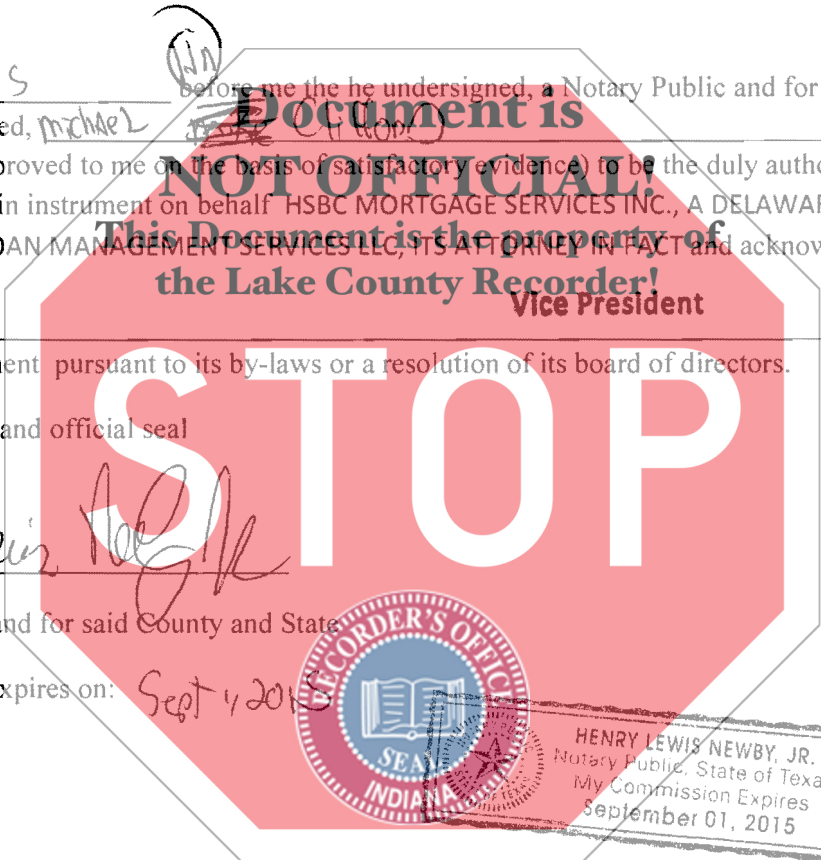 S before me the he undersigned, a Notary Public and for
ed, michael
Document is
proved to me on the basis of satisfactory evidence) to be the duly autho
NOT OFFICIAL!
in instrument on behalf HSBC MORTGAGE SERVICES INC., A DELAWAR
This Document is the property of
OAN MANAGEMENT SERVICES LLC, ITS ATTORNEY IN FACT and acknow
the Lake County Recorder!
Vice President
ent pursuant to its by-laws or a resolution of its board of directors.
STOP
and official seal
and for said County and State
xpires on: Sept 1, 2015
RECORDER'S OFFICE
SEAL
INDIANA
HENRY LEWIS NEWBY, JR.
Notary Public, State of Texa
My Commission Expires
September 01, 2015